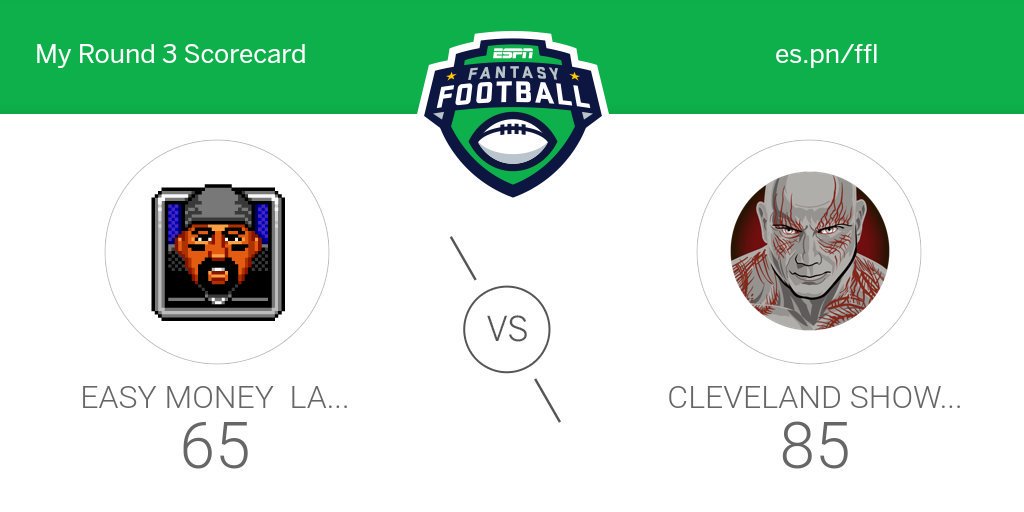 My Round 3 Scorecard
es.pn/ffl
ESPN
FANTASY
FOOTBALL
VS
EASY MONEY  LA...
65
CLEVELAND SHOW...
85